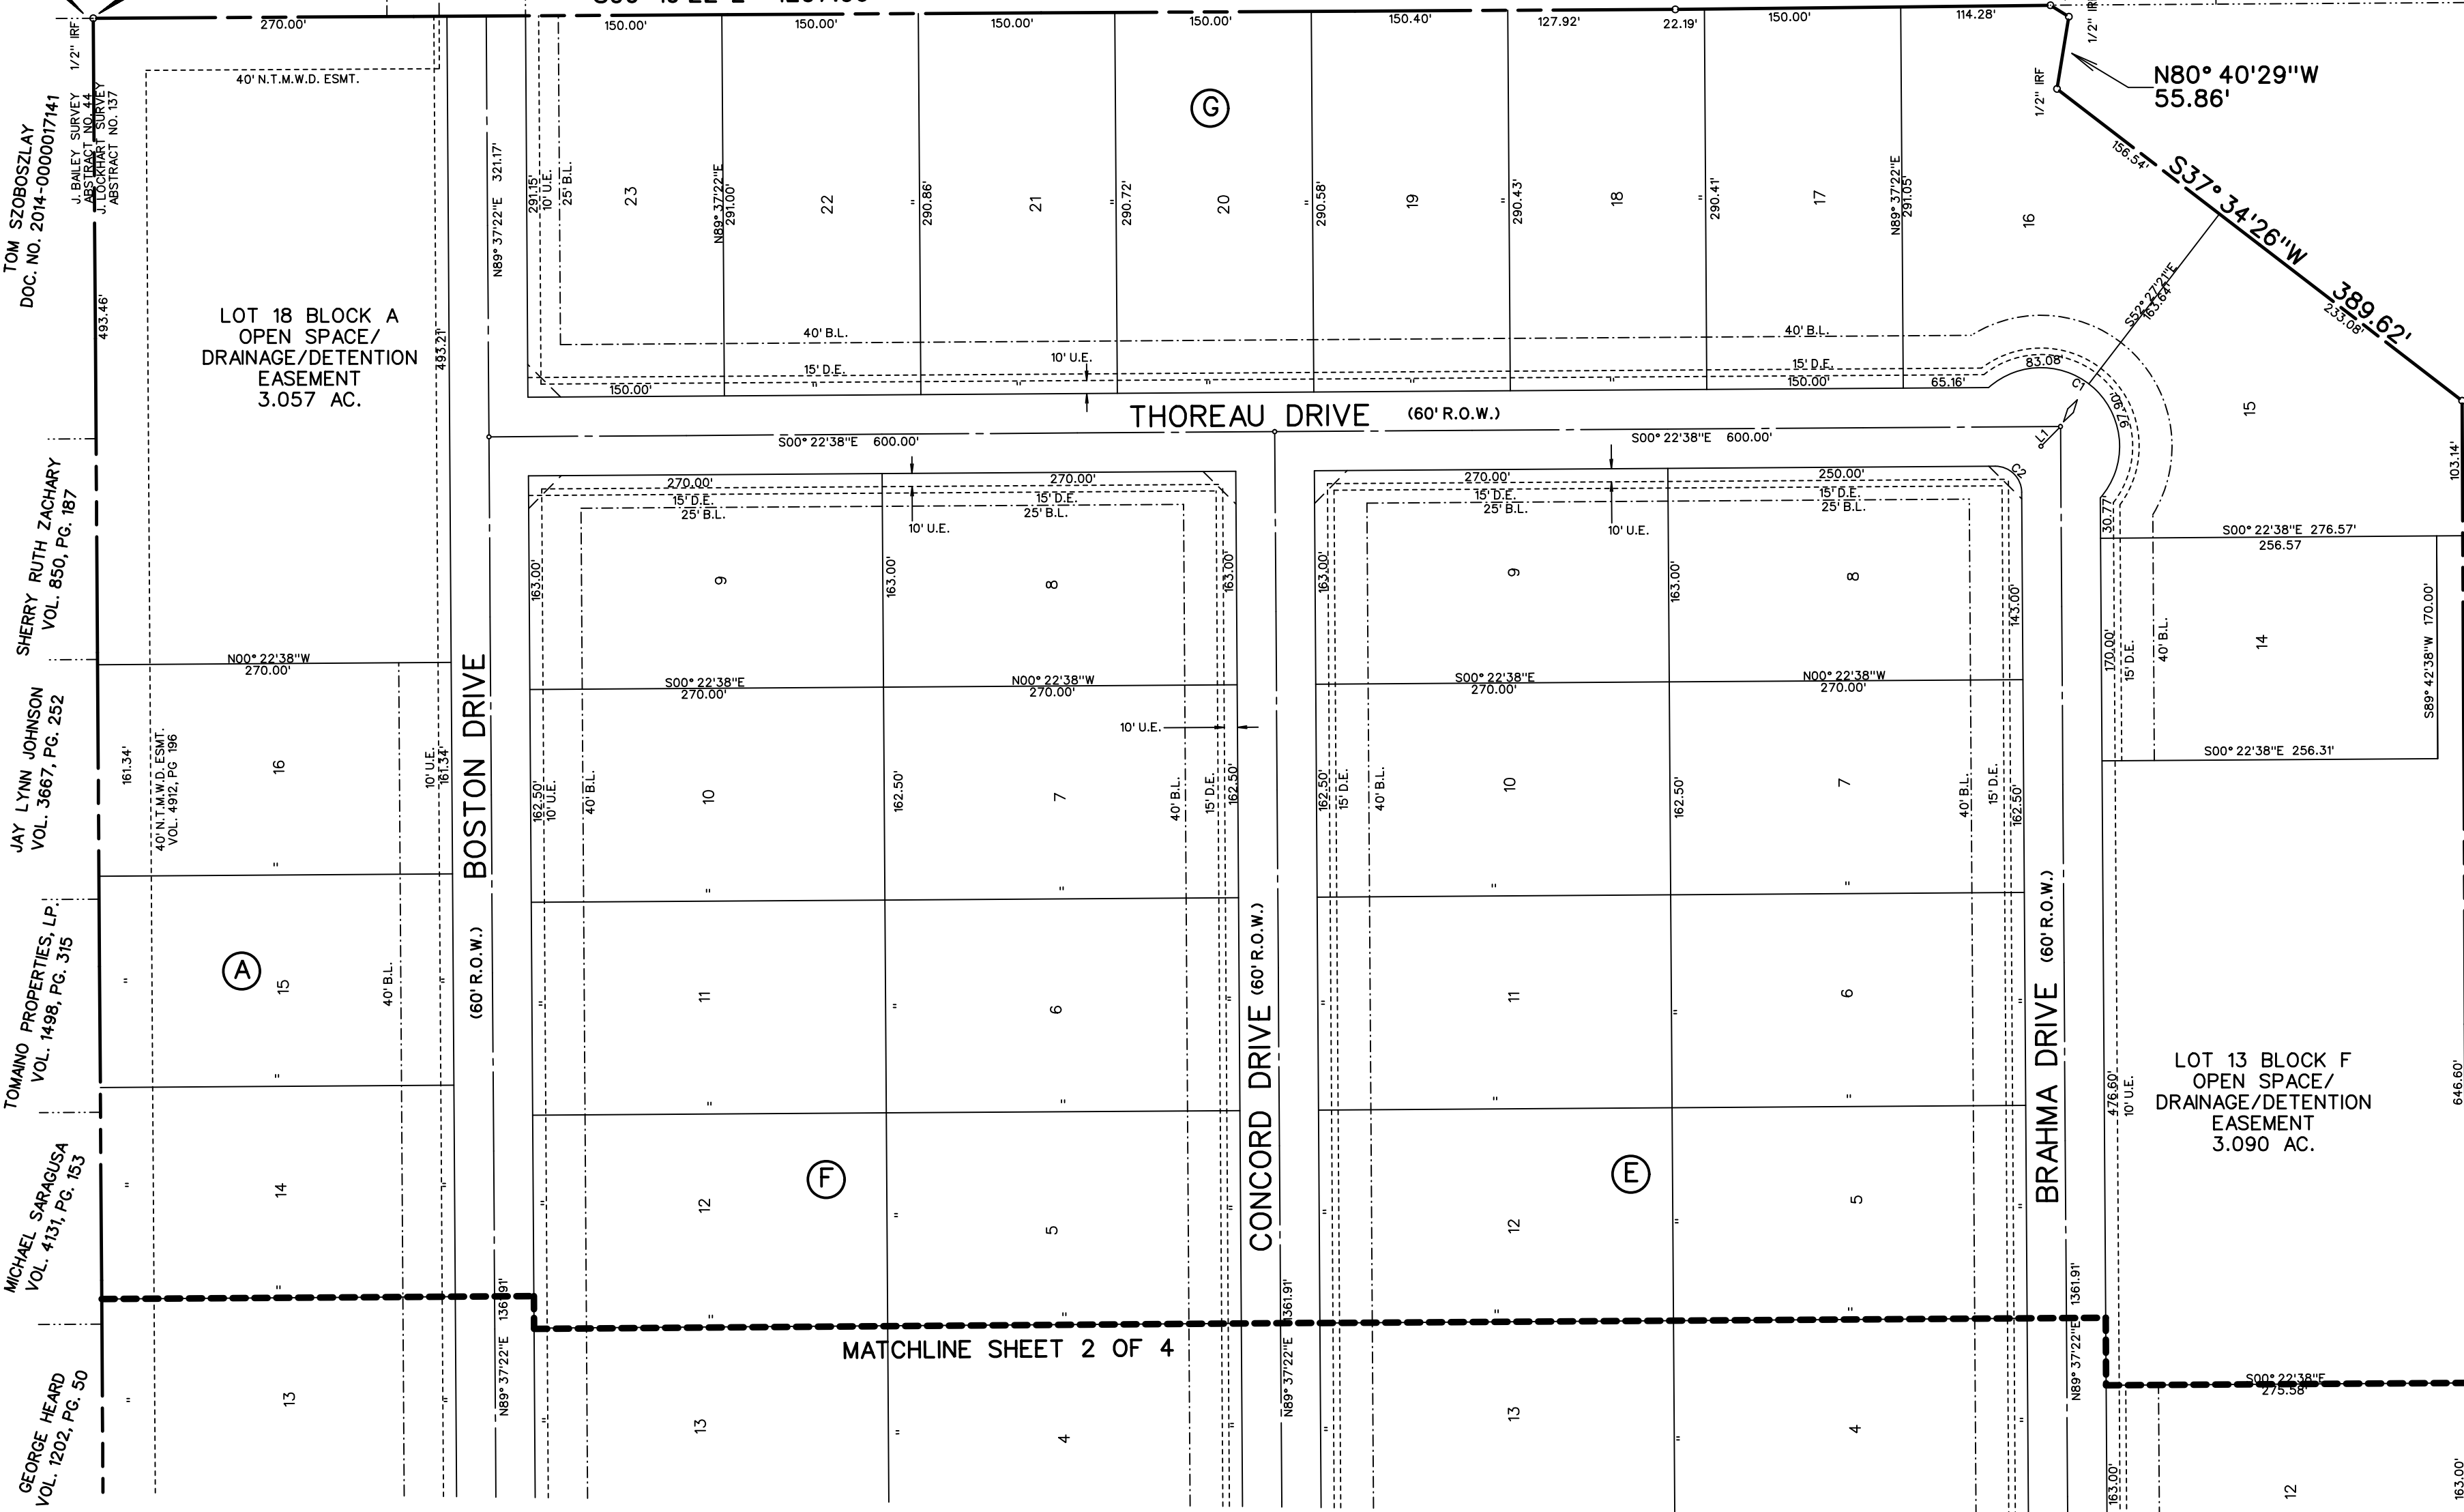 270.00'
150.00'
150.00'
150.00'
150.00'
150.40'
127.92'
22.19'
150.00'
114.28'
1/2" IRF
1/2" IRF
N80° 40'29"W
55.86'
S37° 34'26"W 389.62'
156.54'
233.08'
S52° 27'21"E
163.64'
103.14'
646.60'
TOM SZOBOSZLAY
DOC. NO. 2014-0000017141
1/2" IRF
J. BAILEY SURVEY
ABSTRACT NO. 44
J. LOCKHART SURVEY
ABSTRACT NO. 137
493.46'
40' N.T.M.W.D. ESMT.
LOT 18 BLOCK A
OPEN SPACE/
DRAINAGE/DETENTION
EASEMENT
3.057 AC.
493.21'
N89° 37'22"E 321.17'
291.15'
10' U.E.
25' B.L.
23
N89° 37'22"E
291.00'
22
"
290.86'
21
"
290.72'
G
20
"
290.58'
19
"
290.43'
18
"
290.41'
17
N89° 37'22"E
291.05'
16
40' B.L.
40' B.L.
15' D.E.
10' U.E.
15' D.E.
150.00'
"
"
"
"
"
150.00'
65.16'
83.08'
C1
97.90'
L1
C2
15
THOREAU DRIVE (60' R.O.W.)
S00° 22'38"E 600.00'
S00° 22'38"E 600.00'
SHERRY RUTH ZACHARY
VOL. 850, PG. 187
270.00'
15' D.E.
25' B.L.
10' U.E.
270.00'
15' D.E.
25' B.L.
163.00'
9
163.00'
8
163.00'
270.00'
15' D.E.
25' B.L.
10' U.E.
250.00'
15' D.E.
25' B.L.
163.00'
9
163.00'
8
143.00'
30.77'
S00° 22'38"E 276.57'
256.57
170.00'
15' D.E.
40' B.L.
14
S89° 42'38"W 170.00'
S00° 22'38"E 256.31'
N00° 22'38"W
270.00'
S00° 22'38"E
270.00'
N00° 22'38"W
270.00'
S00° 22'38"E
270.00'
N00° 22'38"W
270.00'
JAY LYNN JOHNSON
VOL. 3667, PG. 252
161.34'
40' N.T.M.W.D. ESMT.
VOL. 4912, PG 196
16
10' U.E.
161.34'
"
BOSTON DRIVE
(60' R.O.W.)
162.50'
10' U.E.
40' B.L.
10
162.50'
7
10' U.E.
40' B.L.
15' D.E.
162.50'
"
"
162.50'
15' D.E.
40' B.L.
10
162.50'
7
40' B.L.
15' D.E.
162.50'
"
"
TOMAINO PROPERTIES, LP.
VOL. 1498, PG. 315
"
A
15
40' B.L.
"
"
"
11
"
6
"
"
"
CONCORD DRIVE (60' R.O.W.)
"
11
"
6
"
"
"
BRAHMA DRIVE (60' R.O.W.)
476.60'
10' U.E.
LOT 13 BLOCK F
OPEN SPACE/
DRAINAGE/DETENTION
EASEMENT
3.090 AC.
MICHAEL SARAGUSA
VOL. 4131, PG. 153
"
14
"
"
"
12
F
"
5
"
"
"
"
12
E
"
5
"
"
"
MATCHLINE SHEET 2 OF 4
N89° 37'22"E 1361.91'
N89° 37'22"E 1361.91'
N89° 37'22"E 1361.91'
S00° 22'38"E
275.58'
GEORGE HEARD
VOL. 1202, PG. 50
"
13
"
"
13
"
4
"
"
13
"
4
"
163.00'
12
163.00'